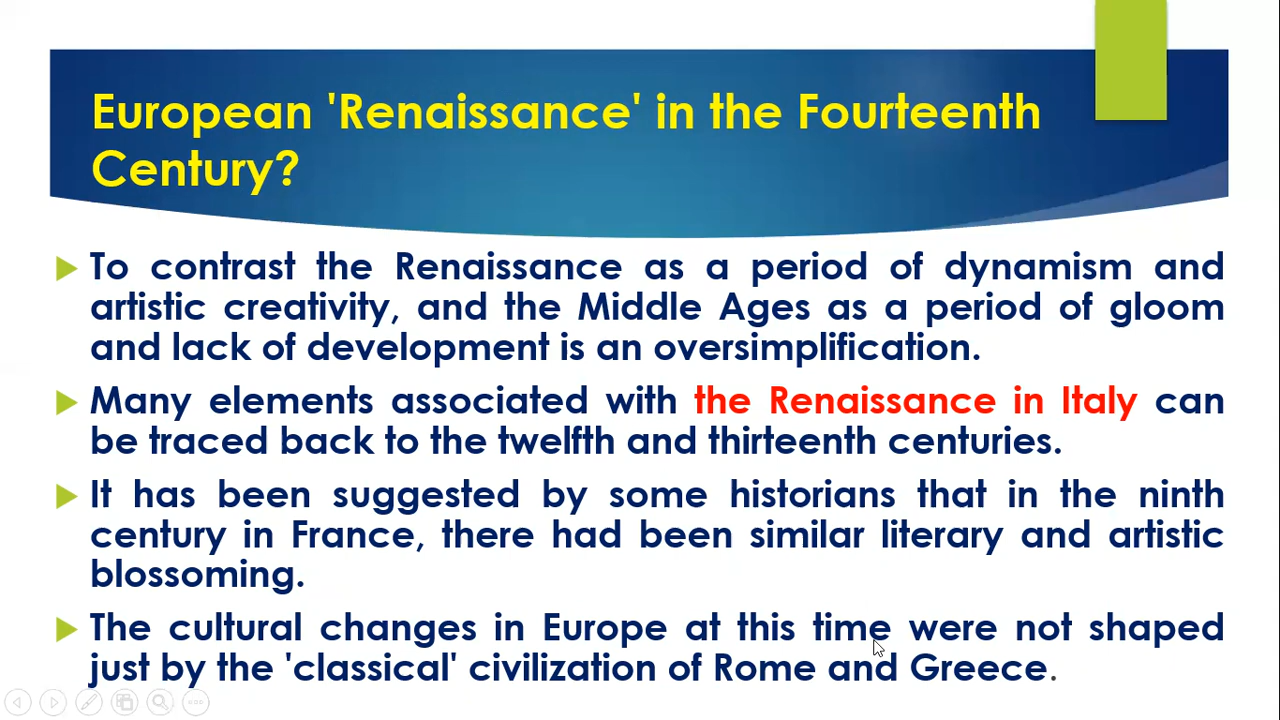 European 'Renaissance' in the Fourteenth
Century?
To contrast the Renaissance as a period of dynamism and
artistic creativity, and the Middle Ages as a period of gloom
and lack of development is an oversimplification.
Many elements associated with the Renaissance in Italy can
be traced back to the twelfth and thirteenth centuries.
It has been suggested by some historians that in the ninth
century in France, there had been similar literary and artistic
blossoming.
The cultural changes in Europe at this time were not shaped
just by the 'classical' civilization of Rome and Greece.